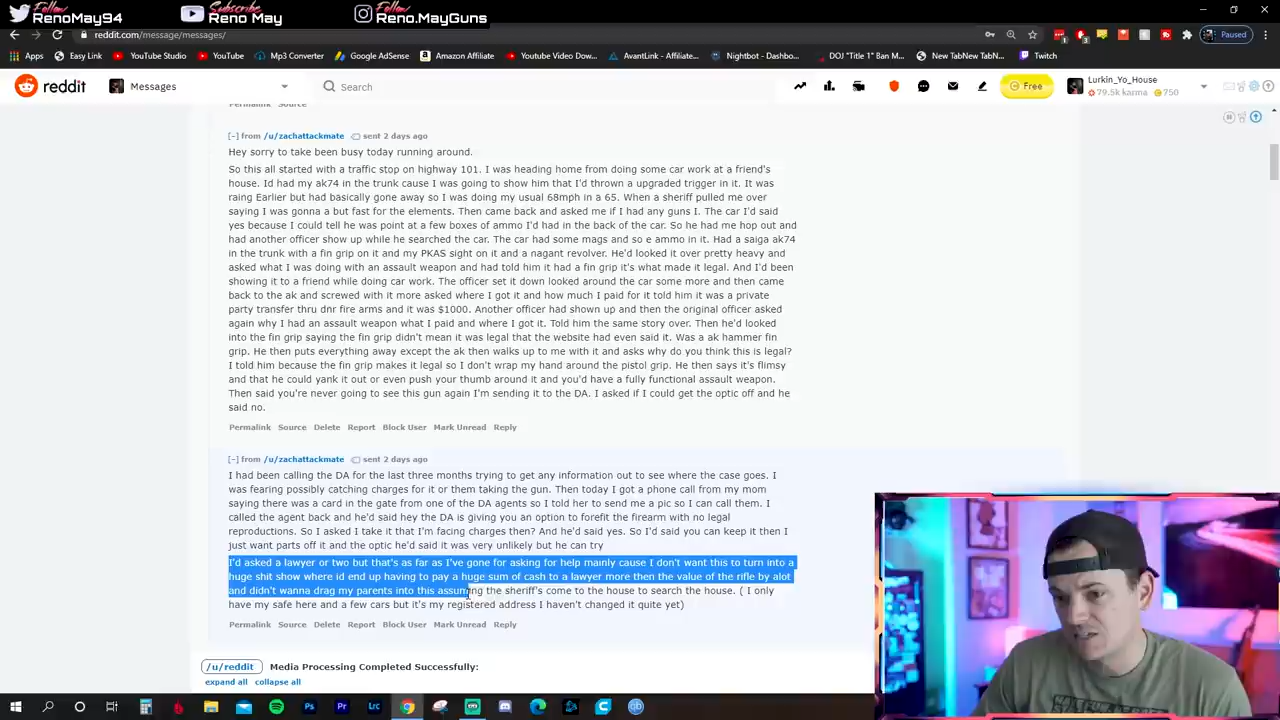 Follow RenoMay94
Subscribe Reno May
Follow Reno.MayGuns
reddit.com/message/messages/
Paused
Apps
Epic
YouTube Studio
YouTube
Mp3 Converter
Google AdSense
Amazon Affiliate
Youtube Video Dow...
AvantLink - Affiliate...
Nightbot - Dashbo...
DOJ "Title 1" Ban M...
New TabNew TabN...
Twitch
reddit
Messages
Search
Free
Lurkin_Yo_House
79.5k karma 750
Permalink Source
[-] from /u/zachattackmate sent 2 days ago
Hey sorry to take been busy today running around.
So this all started with a traffic stop on highway 101. I was heading home from doing some car work at a friend's
house. Id had my ak74 in the trunk cause I was going to show him that I'd thrown a upgraded trigger in it. It was
raing Earlier but had basically gone away so I was doing my usual 68mph in a 65. When a sheriff pulled me over
saying I was gonna a but fast for the elements. Then came back and asked me if I had any guns I. The car I'd said
yes because I could tell he was point at a few boxes of ammo I'd had in the back of the car. So he had me hop out and
had another officer show up while he searched the car. The car had some mags and so e ammo in it. Had a saiga ak74
in the trunk with a fin grip on it and my PKAS sight on it and a nagant revolver. He'd looked it over pretty heavy and
asked what I was doing with an assault weapon and had told him it had a fin grip it's what made it legal. And I'd been
showing it to a friend while doing car work. The officer set it down looked around the car some more and then came
back to the ak and screwed with it more asked where I got it and how much I paid for it told him it was a private
party transfer thru dnr fire arms and it was $1000. Another officer had shown up and then the original officer asked
again why I had an assault weapon what I paid and where I got it. Told him the same story over. Then he'd looked
into the fin grip saying the fin grip didn't mean it was legal that the website had even said it. Was a ak hammer fin
grip. He then puts everything away except the ak then walks up to me with it and asks why do you think this is legal?
I told him because the fin grip makes it legal so I don't wrap my hand around the pistol grip. He then says it's flimsy
and that he could yank it out or even push your thumb around it and you'd have a fully functional assault weapon.
Then said you're never going to see this gun again I'm sending it to the DA. I asked if I could get the optic off and he
said no.
Permalink Source Delete Report Block User Mark Unread Reply
[-] from /u/zachattackmate sent 2 days ago
I had been calling the DA for the last three months trying to get any information out to see where the case goes. I
was fearing possibly catching charges for it or them taking the gun. Then today I got a phone call from my mom
saying there was a card in the gate from one of the DA agents so I told her to send me a pic so I can call them. I
called the agent back and he'd said hey the DA is giving you an option to forefit the firearm with no legal
reproductions. So I asked I take it that I'm facing charges then? And he'd said yes. So I'd said you can keep it then I
just want parts off it and the optic he'd said it was very unlikely but he can try
I'd asked a lawyer or two but that's as far as I've gone for asking for help mainly cause I don't want this to turn into a
huge shit show where id end up having to pay a huge sum of cash to a lawyer more then the value of the rifle by alot
and didn't wanna drag my parents into this assuming the sheriff's come to the house to search the house. ( I only
have my safe here and a few cars but it's my registered address I haven't changed it quite yet)
Permalink Source Delete Report Block User Mark Unread Reply
/u/reddit Media Processing Completed Successfully:
expand all collapse all